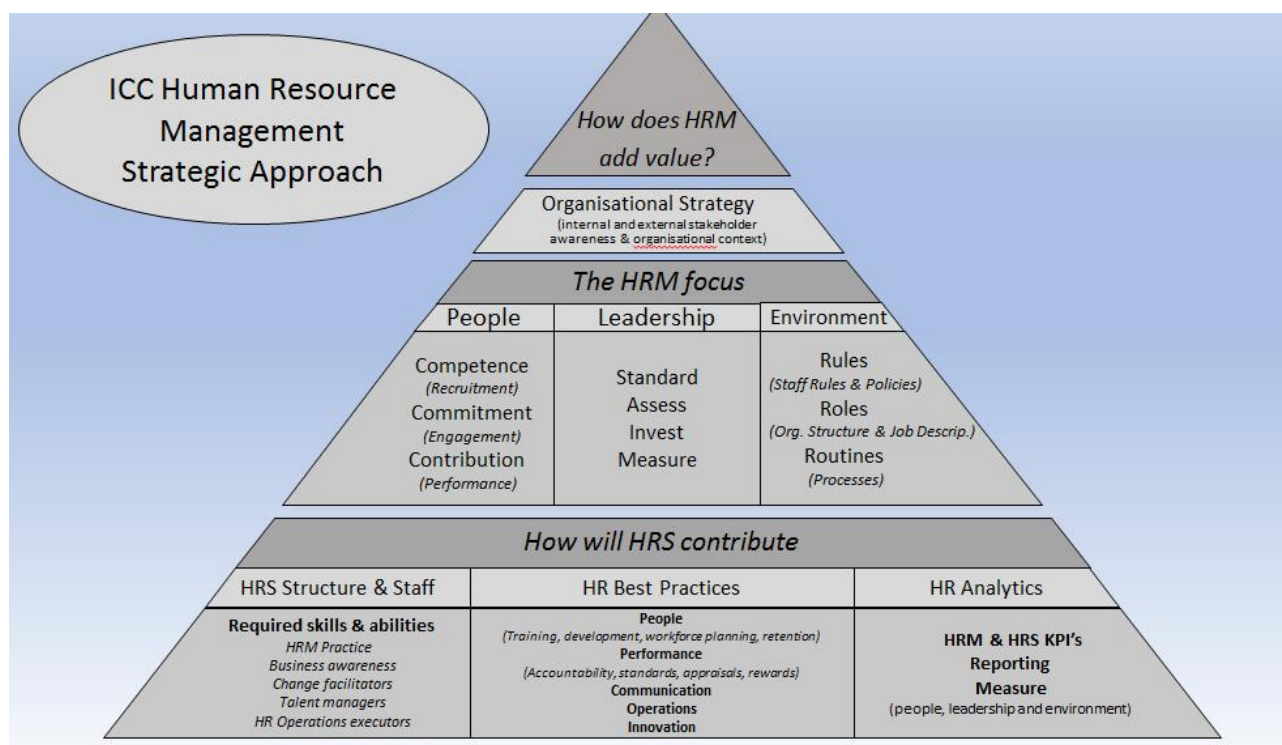 ICC Human Resource
Management
Strategic Approach
How does HRM
add value?
Organisational Strategy
(internal and external stakeholder
awareness & organisational context)
The HRM focus
People
Leadership
Environment
Competence
(Recruitment)
Commitment
(Engagement)
Contribution
(Performance)
Standard
Assess
Invest
Measure
Rules
(Staff Rules & Policies)
Roles
(Org. Structure & Job Descrip.)
Routines
(Processes)
How will HRS contribute
HRS Structure & Staff
HR Best Practices
HR Analytics
Required skills & abilities
HRM Practice
Business awareness
Change facilitators
Talent managers
HR Operations executors
People
(Training, development, workforce planning, retention)
Performance
(Accountability, standards, appraisals, rewards)
Communication
Operations
Innovation
HRM & HRS KPI's
Reporting
Measure
(people, leadership and environment)